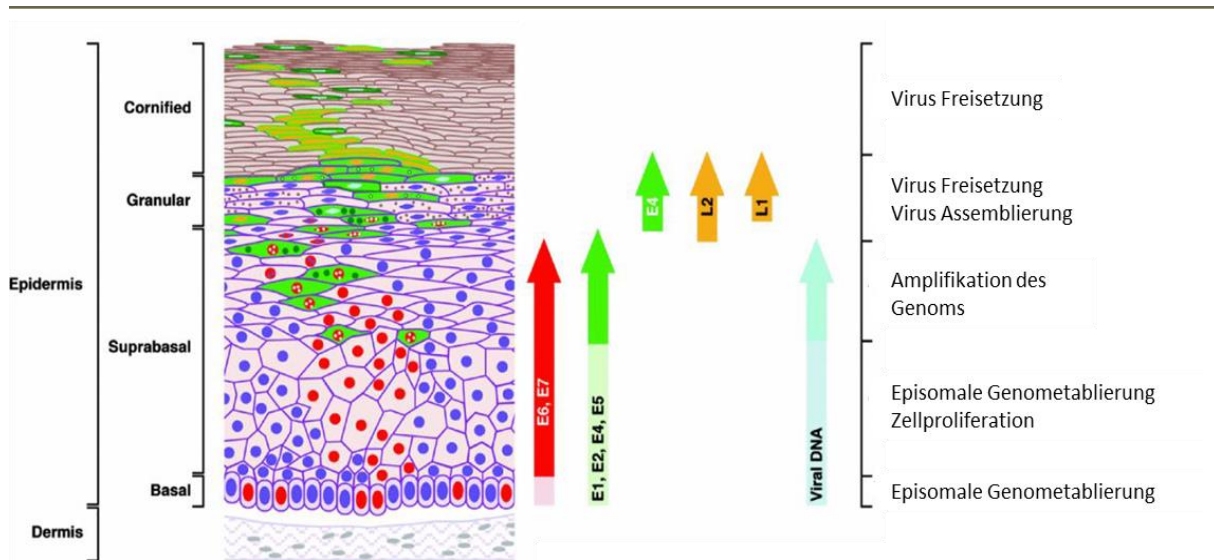 Epidermis
Dermis
Cornified
Granular
Suprabasal
Basal
E6, E7
E1, E2, E4, E5
E4
L2
L1
Viral DNA
Virus Freisetzung
Virus Freisetzung
Virus Assemblierung
Amplifikation des
Genoms
Episomale Genometablierung
Zellproliferation
Episomale Genometablierung